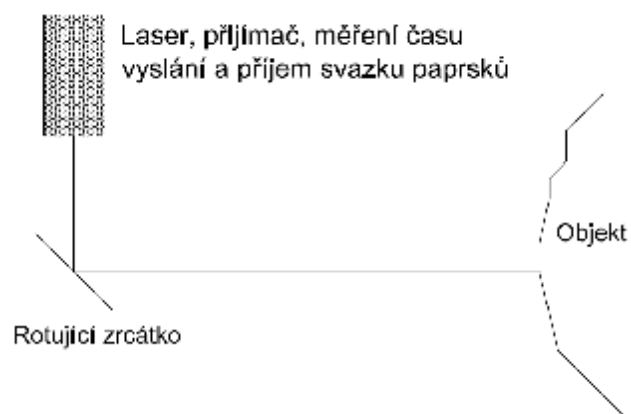 Laser, přijímač, měření času
vyslání a příjem svazku paprsků
Objekt
Rotující zrcátko